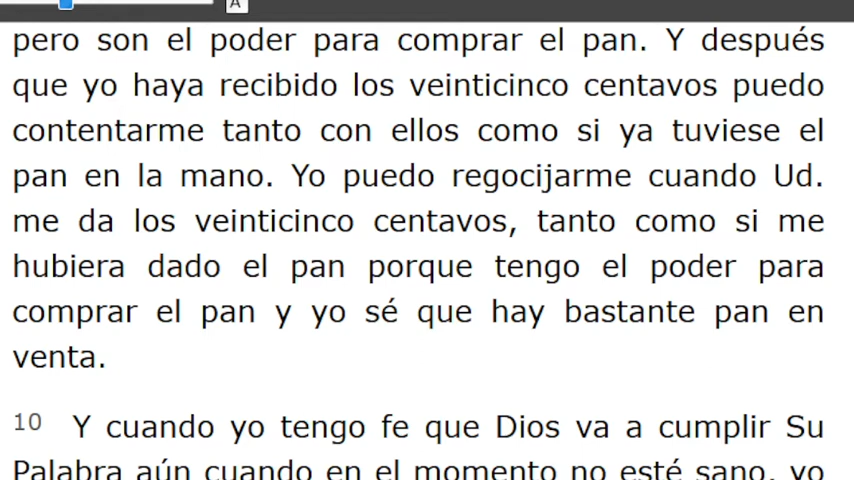 A
pero son el poder para comprar el pan. Y después
que yo haya recibido los veinticinco centavos puedo
contentarme tanto con ellos como si ya tuviese el
pan en la mano. Yo puedo regocijarme cuando Ud.
me da los veinticinco centavos, tanto como si me
hubiera dado el pan porque tengo el poder para
comprar el pan y yo sé que hay bastante pan en
venta.
10 Y cuando yo tengo fe que Dios va a cumplir Su
Palabra aún cuando en el momento no esté sano, yo